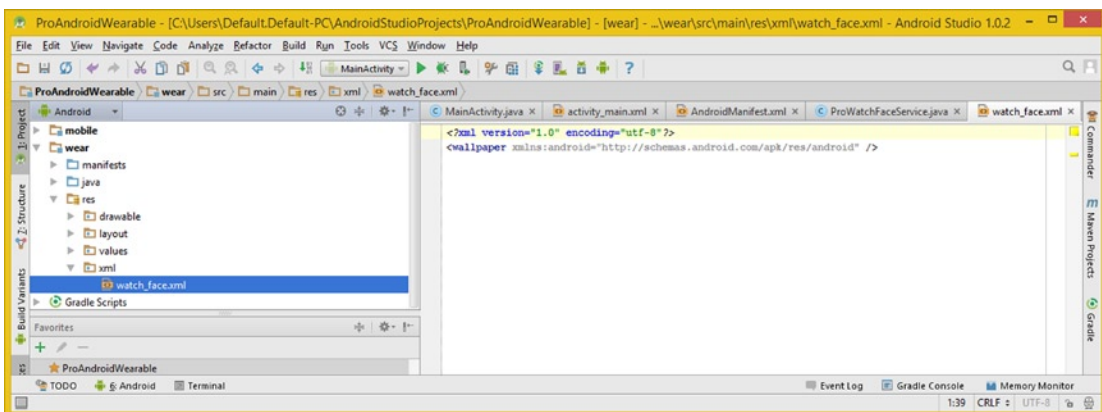 ProAndroidWearable - [C:\Users\Default.Default-PC\AndroidStudioProjects\ProAndroidWearable] - [wear] - ...\wear\src\main\res\xml\watch_face.xml - Android Studio 1.0.2
File Edit View Navigate Code Analyze Refactor Build Run Tools VCS Window Help
MainActivity
ProAndroidWearable wear src main res xml watch_face.xml
1: Project
Android
MainActivity.java activity_main.xml AndroidManifest.xml ProWatchFaceService.java watch_face.xml
Commander
mobile
<?xml version="1.0" encoding="utf-8"?>
wear
<wallpaper xmlns:android="http://schemas.android.com/apk/res/android" />
manifests
java
7: Structure
res
drawable
m Maven Projects
layout
values
xml
Build Variants
watch_face.xml
Gradle Scripts
Gradle
Favorites
ProAndroidWearable
TODO 6: Android Terminal Event Log Gradle Console Memory Monitor
1:39 CRLF UTF-8